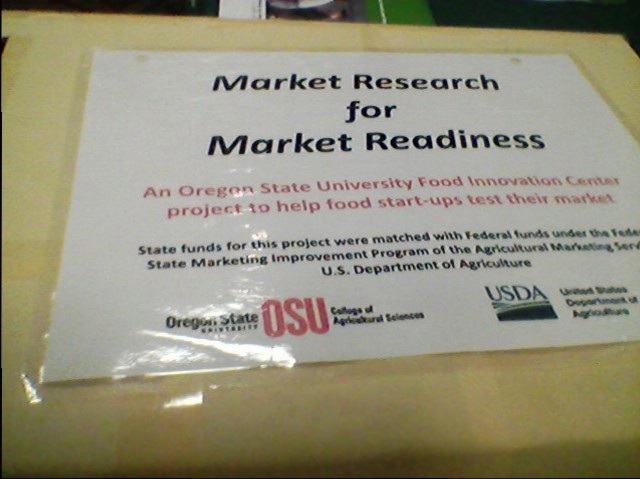 Market Research
for
Market Readiness
An Oregon State University Food Innovation Center
project to help food start-ups test their market
State funds for this project were matched with Federal funds under the
State Marketing Improvement Program of the Agricultural Marketing
U.S. Department of Agriculture
Oregon State
UNIVERSITY
OSU
College of
Agricultural Sciences
USDA
United States
Department of
Agriculture